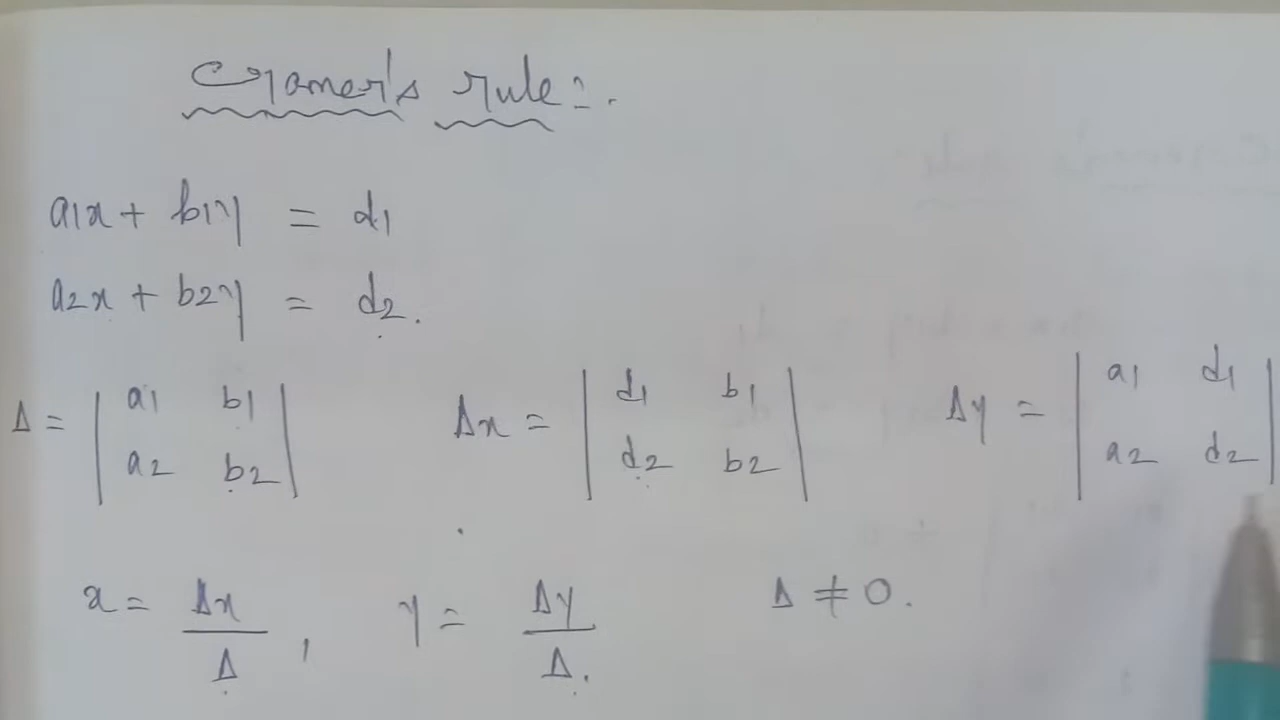 Cramer's rule:.
a1x + b1y = d1
a2x + b2y = d2.
Δ = | a1 b1 | Δx = | d1 b1 | Δy = | a1 d1 |
| a2 b2 | | d2 b2 | | a2 d2 |
x = Δx / Δ , y = Δy / Δ. Δ ≠ 0.